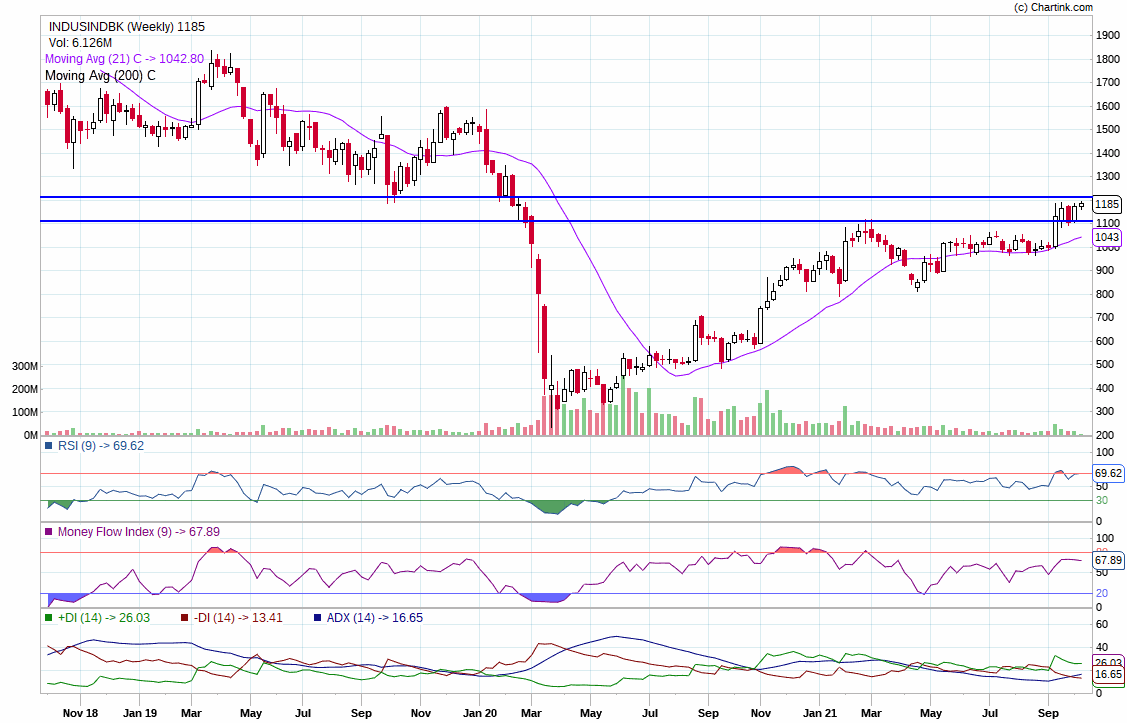 (c) Chartink.com
INDUSINDBK (Weekly) 1185
Vol: 6.126M
Moving Avg (21) C -> 1042.80
Moving Avg (200) C
1900
1800
1700
1600
1500
1400
1300
1185
1100
1043
1000
900
800
700
600
500
400
300
200
300M
200M
100M
0M
RSI (9) -> 69.62
100
69.62
50
30
0
Money Flow Index (9) -> 67.89
100
80
67.89
50
20
0
+DI (14) -> 26.03 -DI (14) -> 13.41 ADX (14) -> 16.65
60
40
26.03
16.65
0
Nov 18 Jan 19 Mar May Jul Sep Nov Jan 20 Mar May Jul Sep Nov Jan 21 Mar May Jul Sep